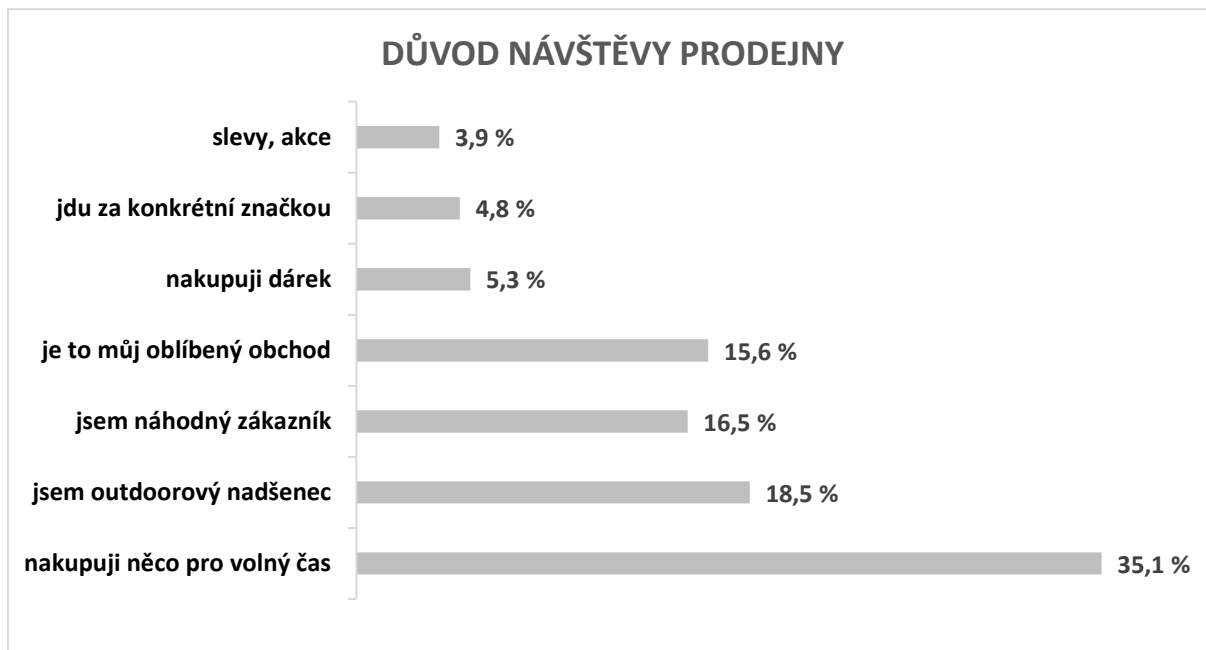 DŮVOD NÁVŠTĚVY PRODEJNY
slevy, akce 3,9 %
jdu za konkrétní značkou 4,8 %
nakupuji dárek 5,3 %
je to můj oblíbený obchod 15,6 %
jsem náhodný zákazník 16,5 %
jsem outdoorový nadšenec 18,5 %
nakupuji něco pro volný čas 35,1 %